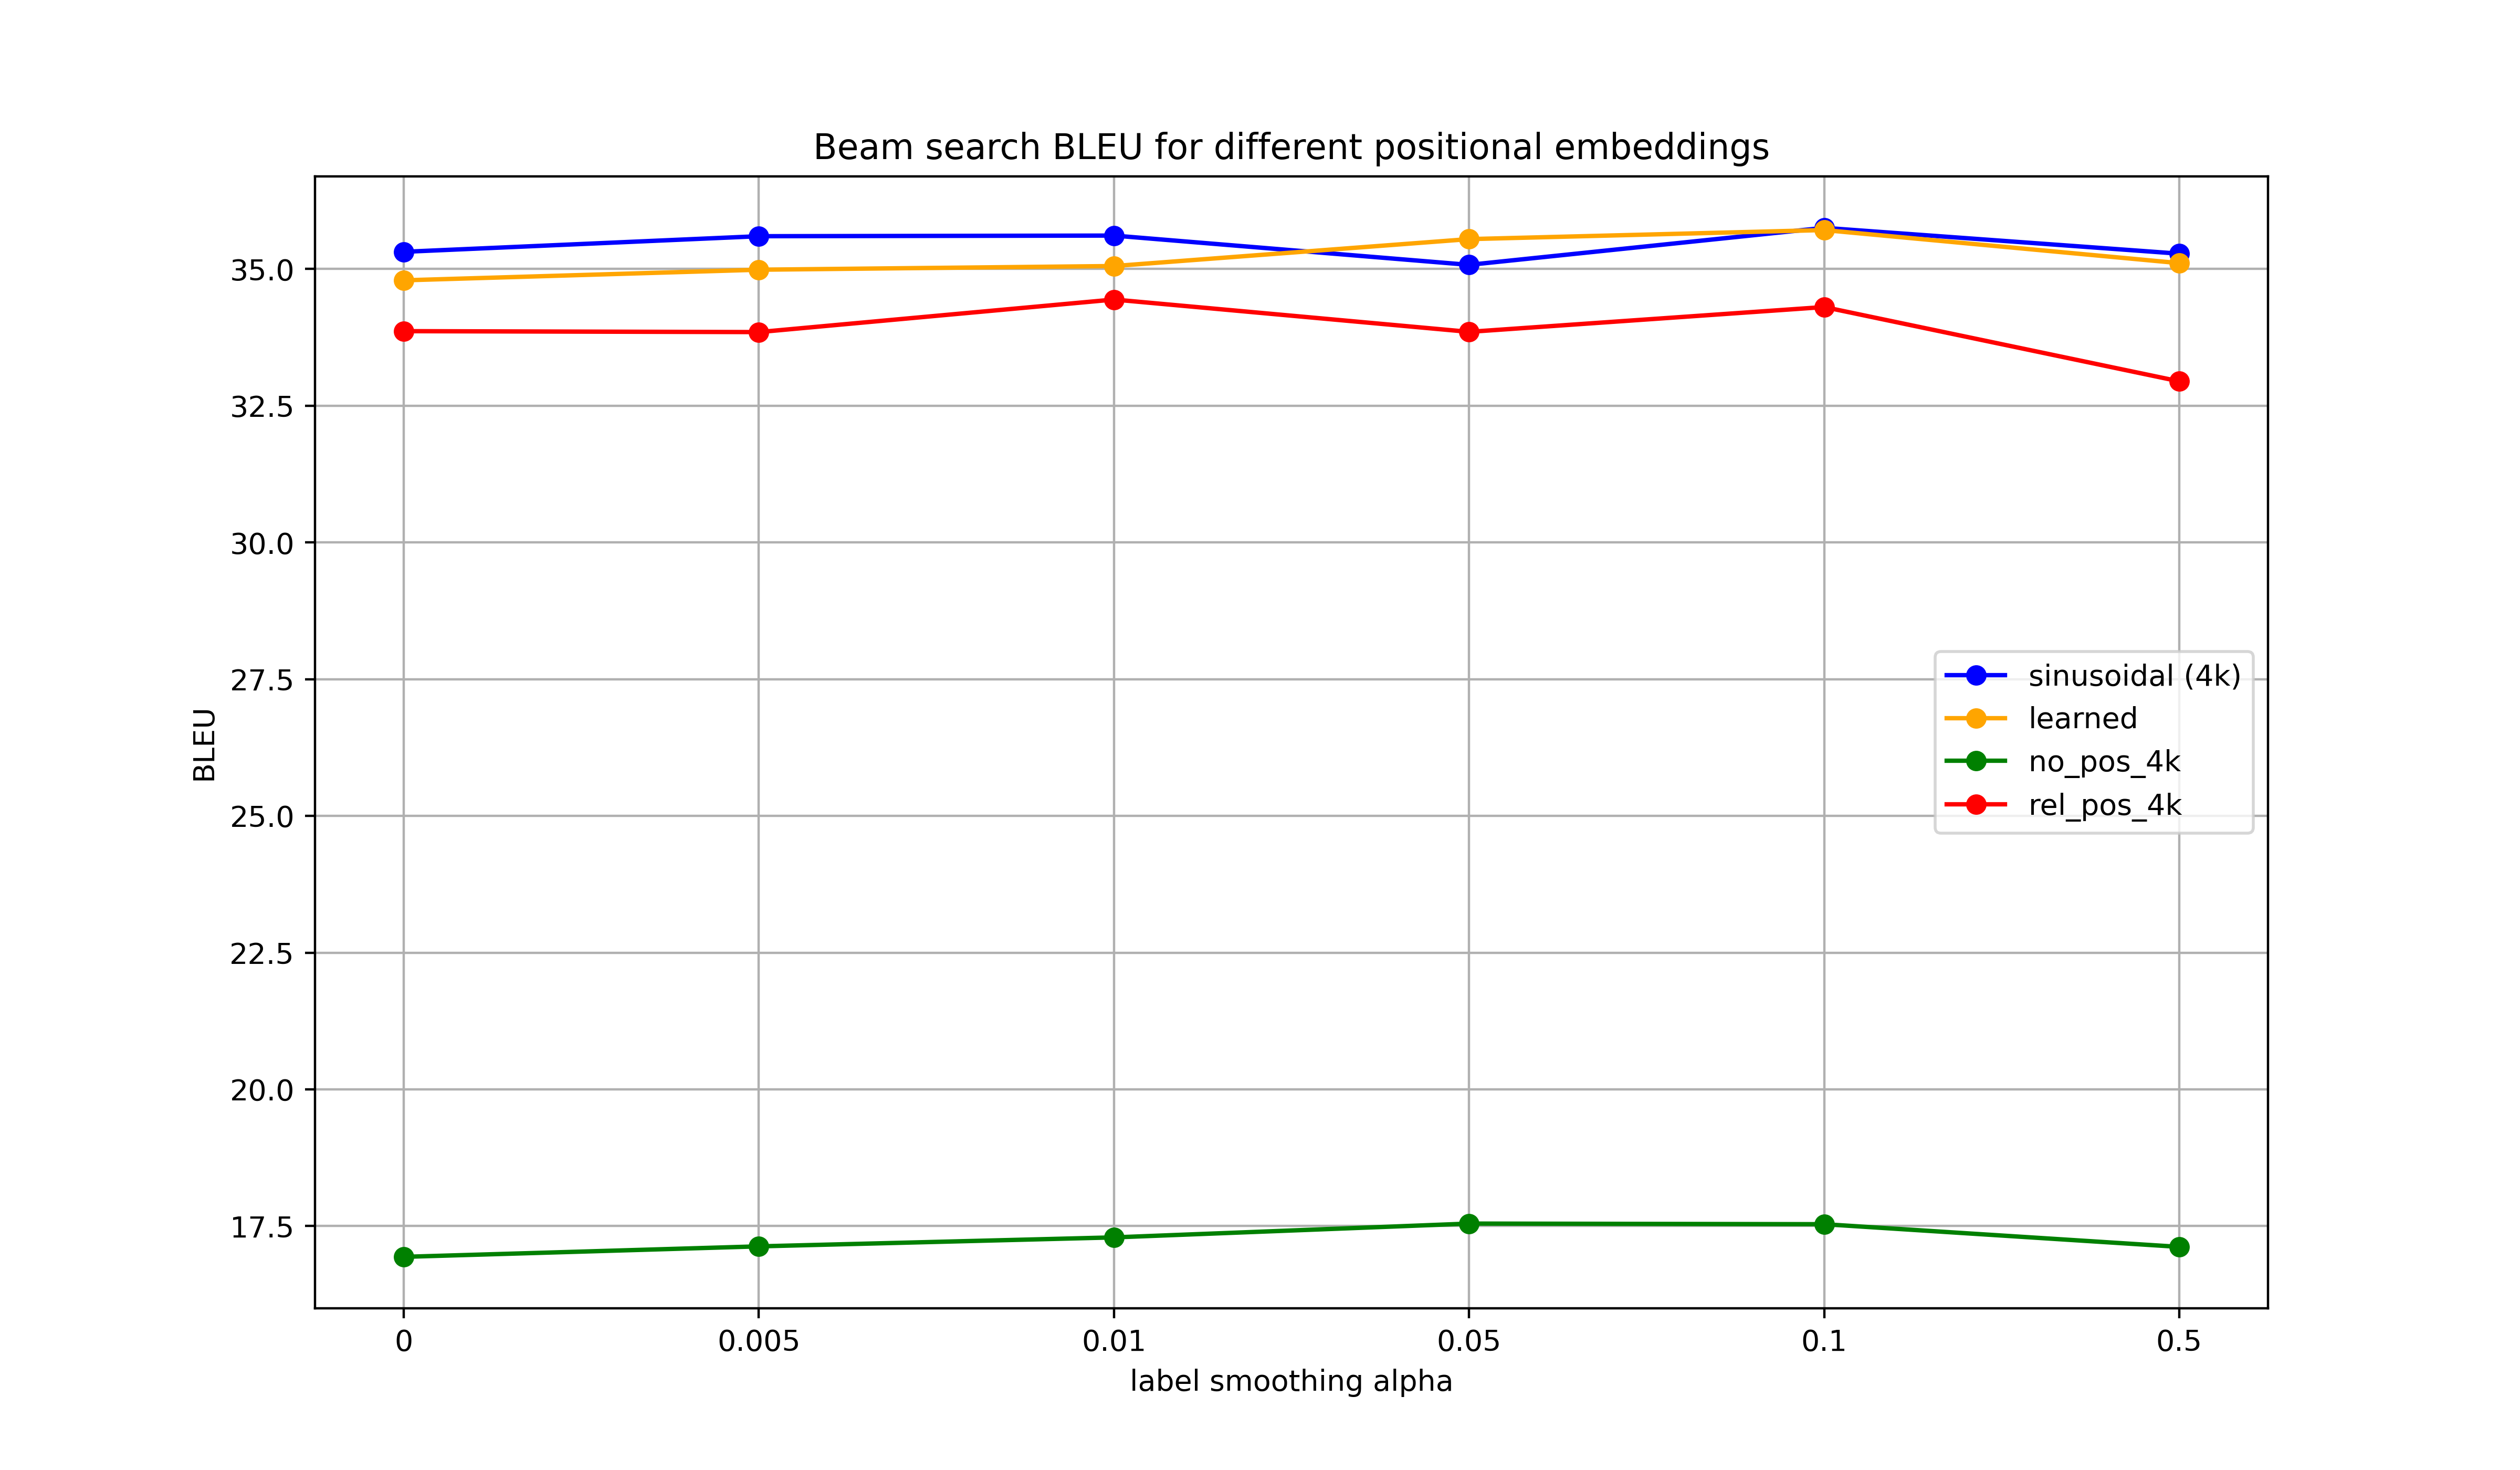 Beam search BLEU for different positional embeddings
BLEU
35.0
32.5
30.0
27.5
25.0
22.5
20.0
17.5
sinusoidal (4k)
learned
no_pos_4k
rel_pos_4k
0 0.005 0.01 0.05 0.1 0.5
label smoothing alpha